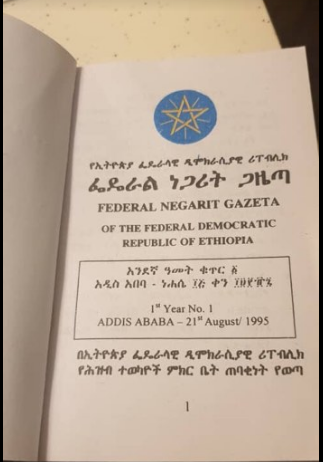 የኢትዮጵያ ፌዴራላዊ ዲሞክራሲያዊ ሪፐብሊክ
ፌዴራል ነጋሪት ጋዜጣ
FEDERAL NEGARIT GAZETA
OF THE FEDERAL DEMOCRATIC
REPUBLIC OF ETHIOPIA
አንደኛ ዓመት ቁጥር ፩
አዲስ አበባ - ነሐሴ ፲፭ ቀን ፲፱፻፹፯
1st Year No. 1
ADDIS ABABA – 21st August/ 1995
በኢትዮጵያ ፌዴራላዊ ዲሞክራሲያዊ ሪፐብሊክ
የሕዝብ ተወካዮች ምክር ቤት ጠባቂነት የወጣ
1